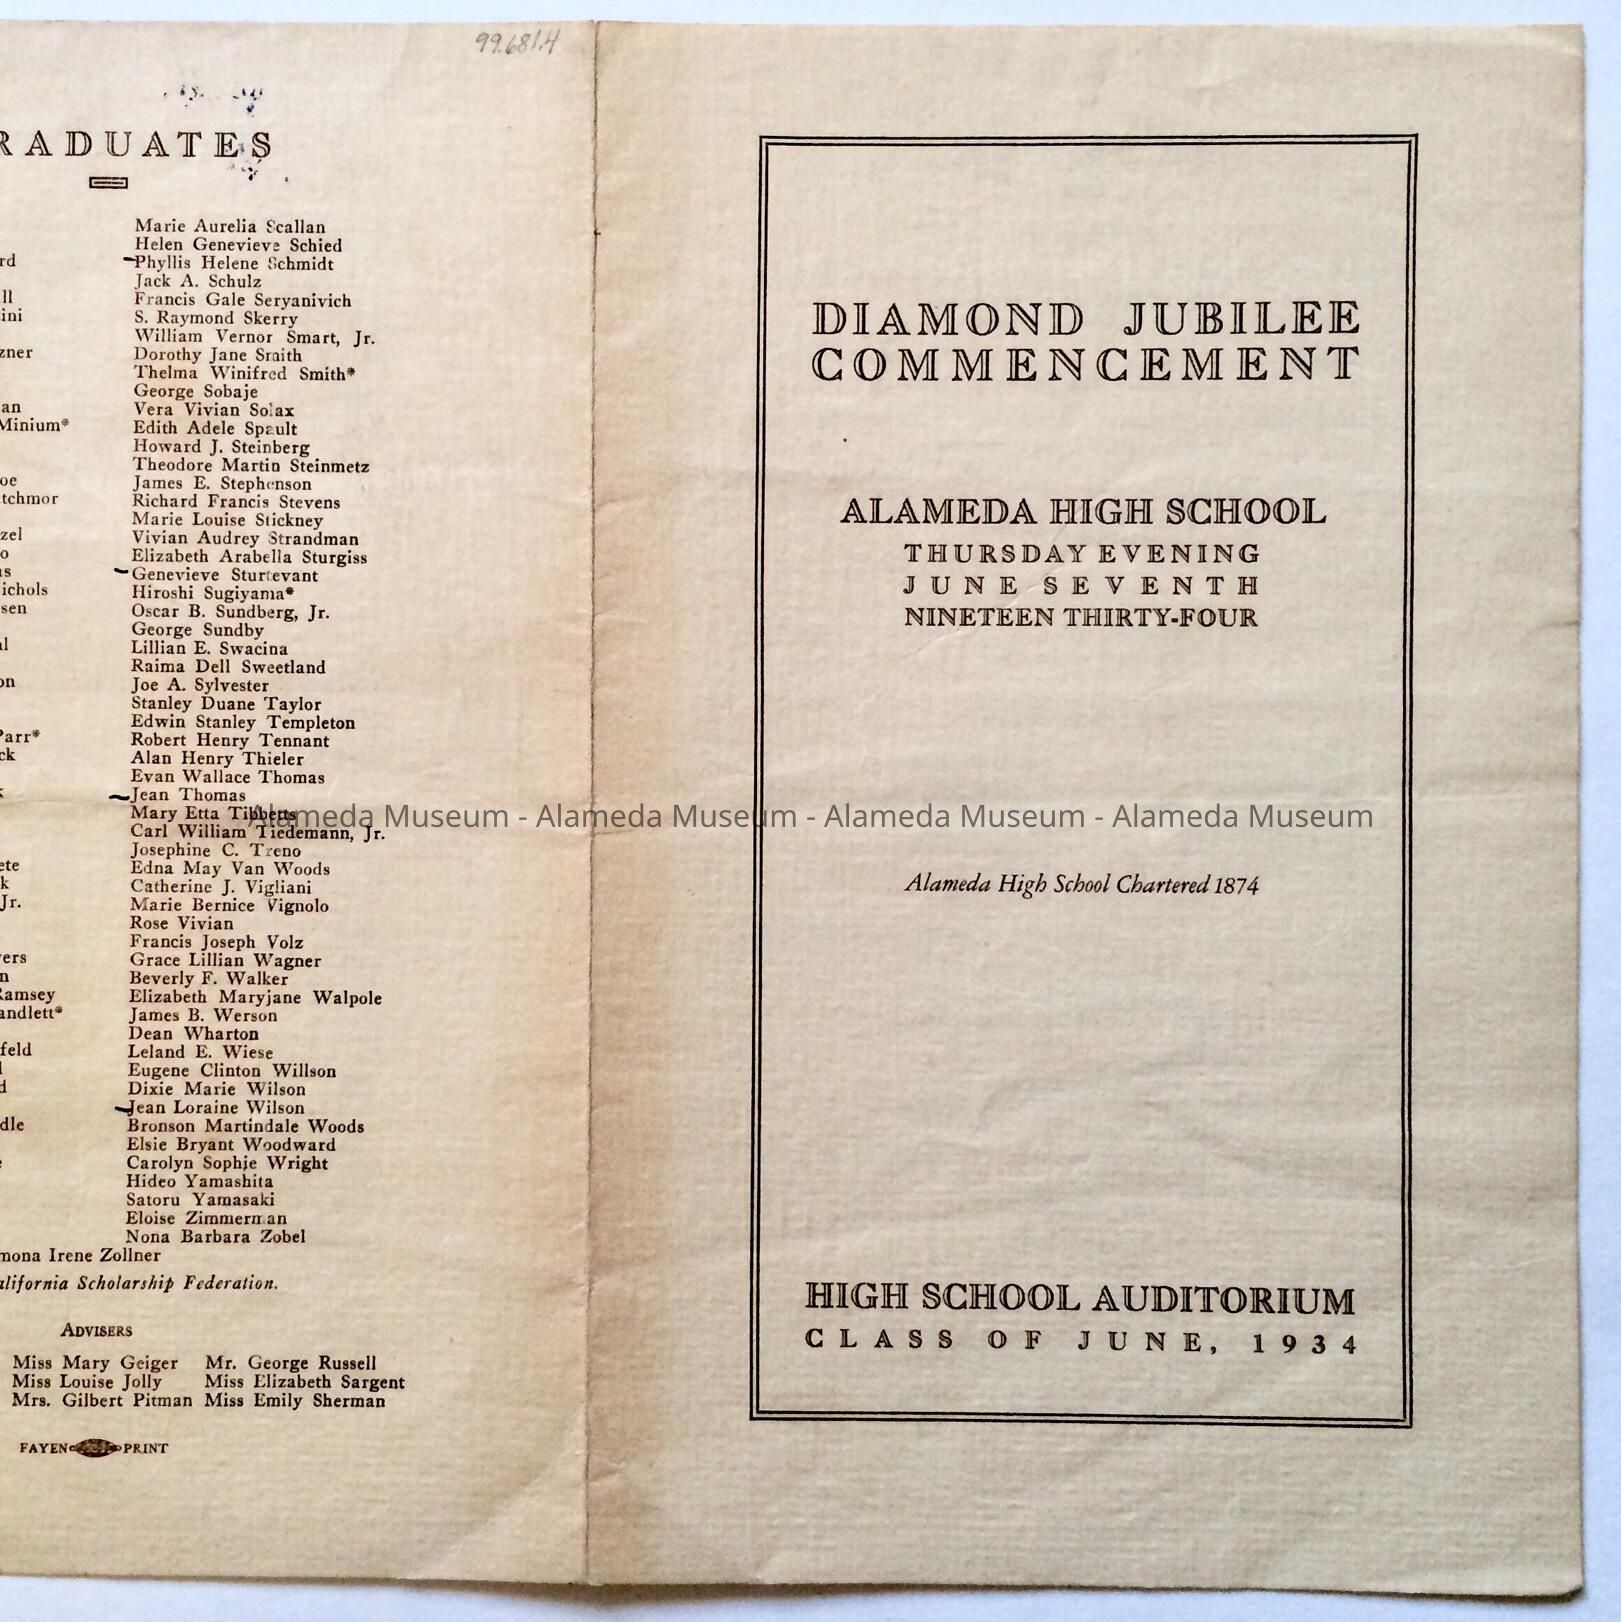 99.681.4
RADUATES
rd
ll
ini
zner
an
Minium*
oe
tchmor
zel
o
as
ichols
sen
al
on
Parr*
ck
k
ete
k
Jr.
ers
n
Ramsey
andlett*
feld
l
d
dle
e
Marie Aurelia Scallan
Helen Genevieve Schied
Phyllis Helene Schmidt
Jack A. Schulz
Francis Gale Seryanivich
S. Raymond Skerry
William Vernor Smart, Jr.
Dorothy Jane Smith
Thelma Winifred Smith*
George Sobaje
Vera Vivian Solax
Edith Adele Spault
Howard J. Steinberg
Theodore Martin Steinmetz
James E. Stephenson
Richard Francis Stevens
Marie Louise Stickney
Vivian Audrey Strandman
Elizabeth Arabella Sturgiss
Genevieve Sturtevant
Hiroshi Sugiyama*
Oscar B. Sundberg, Jr.
George Sundby
Lillian E. Swacina
Raima Dell Sweetland
Joe A. Sylvester
Stanley Duane Taylor
Edwin Stanley Templeton
Robert Henry Tennant
Alan Henry Thieler
Evan Wallace Thomas
Jean Thomas
Mary Etta Tibbetts
Carl William Tiedemann, Jr.
Josephine C. Treno
Edna May Van Woods
Catherine J. Vigliani
Marie Bernice Vignolo
Rose Vivian
Francis Joseph Volz
Grace Lillian Wagner
Beverly F. Walker
Elizabeth Maryjane Walpole
James B. Werson
Dean Wharton
Leland E. Wiese
Eugene Clinton Willson
Dixie Marie Wilson
Jean Loraine Wilson
Bronson Martindale Woods
Elsie Bryant Woodward
Carolyn Sophie Wright
Hideo Yamashita
Satoru Yamasaki
Eloise Zimmerman
Nona Barbara Zobel
mona Irene Zollner
alifornia Scholarship Federation.
ADVISERS
Miss Mary Geiger Mr. George Russell
Miss Louise Jolly Miss Elizabeth Sargent
Mrs. Gilbert Pitman Miss Emily Sherman
FAYEN PRINT
DIAMOND JUBILEE
COMMENCEMENT
ALAMEDA HIGH SCHOOL
THURSDAY EVENING
JUNE SEVENTH
NINETEEN THIRTY-FOUR
Alameda Museum - Alameda Museum - Alameda Museum - Alameda Museum
Alameda High School Chartered 1874
HIGH SCHOOL AUDITORIUM
CLASS OF JUNE, 1934